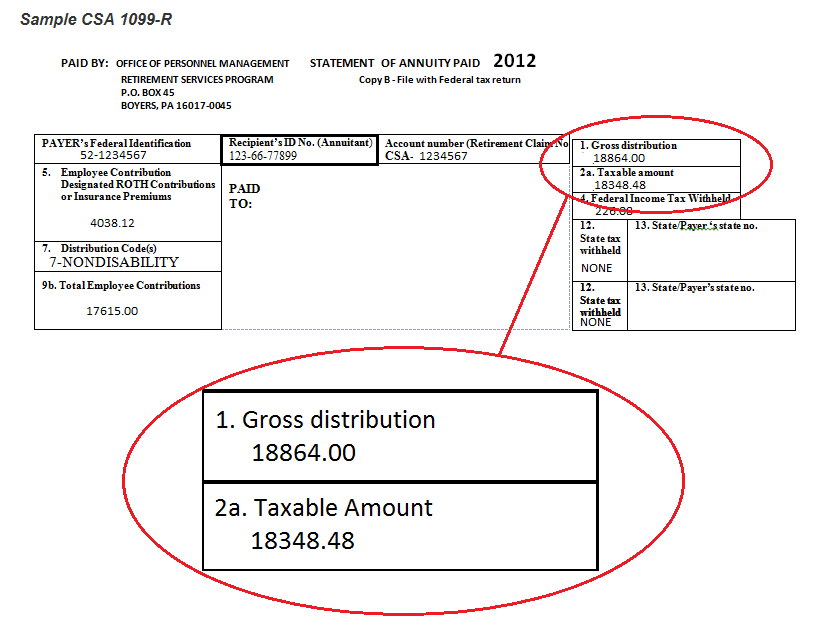 Sample CSA 1099-R
PAID BY: OFFICE OF PERSONNEL MANAGEMENT STATEMENT OF ANNUITY PAID 2012
RETIREMENT SERVICES PROGRAM Copy B - File with Federal tax return
P.O. BOX 45
BOYERS, PA 16017-0045
PAYER's Federal Identification
52-1234567
Recipient's ID No. (Annuitant)
123-66-77899
Account number (Retirement Claim No
CSA- 1234567
1. Gross distribution
18864.00
2a. Taxable amount
18348.48
4. Federal Income Tax Withheld
226.00
5. Employee Contribution
Designated ROTH Contributions
or Insurance Premiums
4038.12
PAID
TO:
7. Distribution Code(s)
7-NONDISABILITY
9b. Total Employee Contributions
17615.00
12.
State tax
withheld
NONE
13. State/Payer's state no.
12.
State tax
withheld
NONE
13. State/Payer's state no.
1. Gross distribution
18864.00
2a. Taxable Amount
18348.48